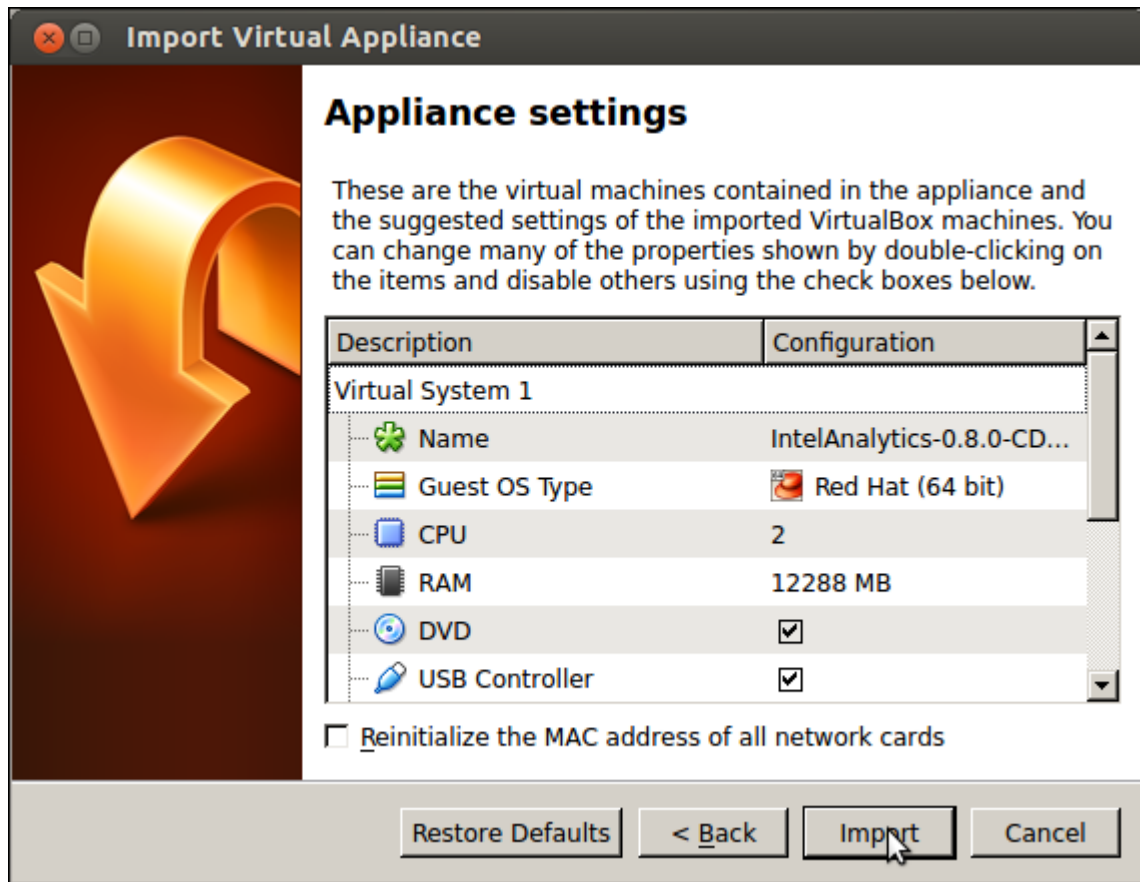 Import Virtual Appliance
Appliance settings
These are the virtual machines contained in the appliance and
the suggested settings of the imported VirtualBox machines. You
can change many of the properties shown by double-clicking on
the items and disable others using the check boxes below.
Description Configuration
Virtual System 1
Name IntelAnalytics-0.8.0-CD...
Guest OS Type Red Hat (64 bit)
CPU 2
RAM 12288 MB
DVD
USB Controller
Reinitialize the MAC address of all network cards
Restore Defaults < Back Import Cancel